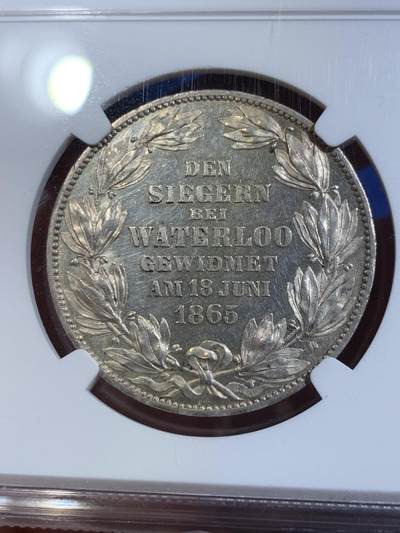 DEN
SIEGERN
BEI
WATERLOO
GEWIDMET
AM 18 JUNI
1865